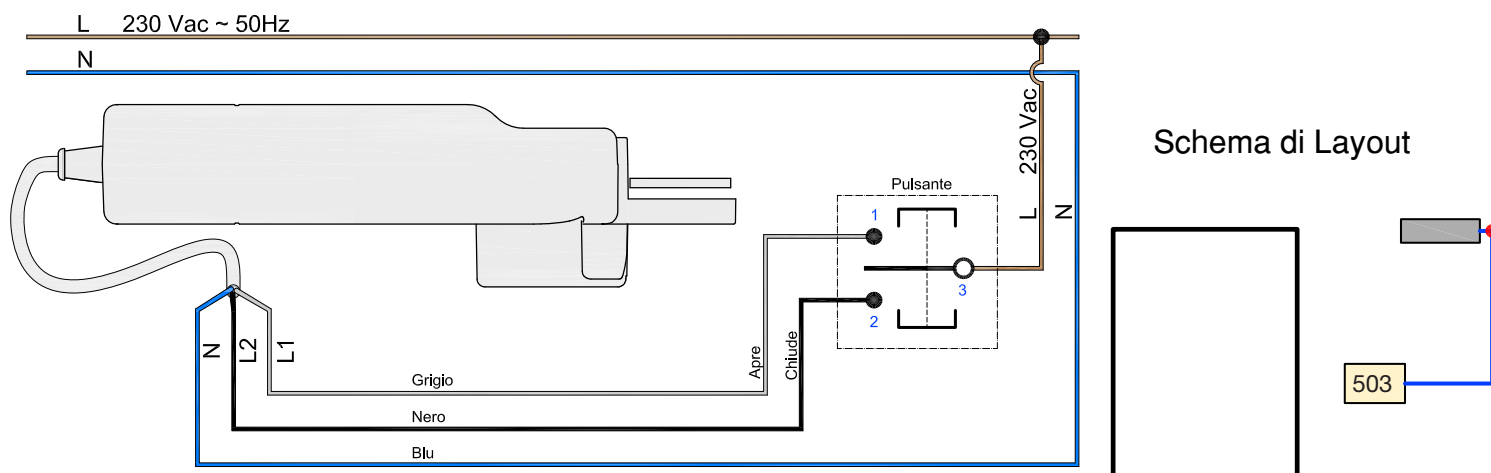 L 230 Vac ~ 50Hz
N
230 Vac
L
N
Schema di Layout
Pulsante
1
3
2
503
N
L2
L1
Apre
Chiude
Grigio
Nero
Blu